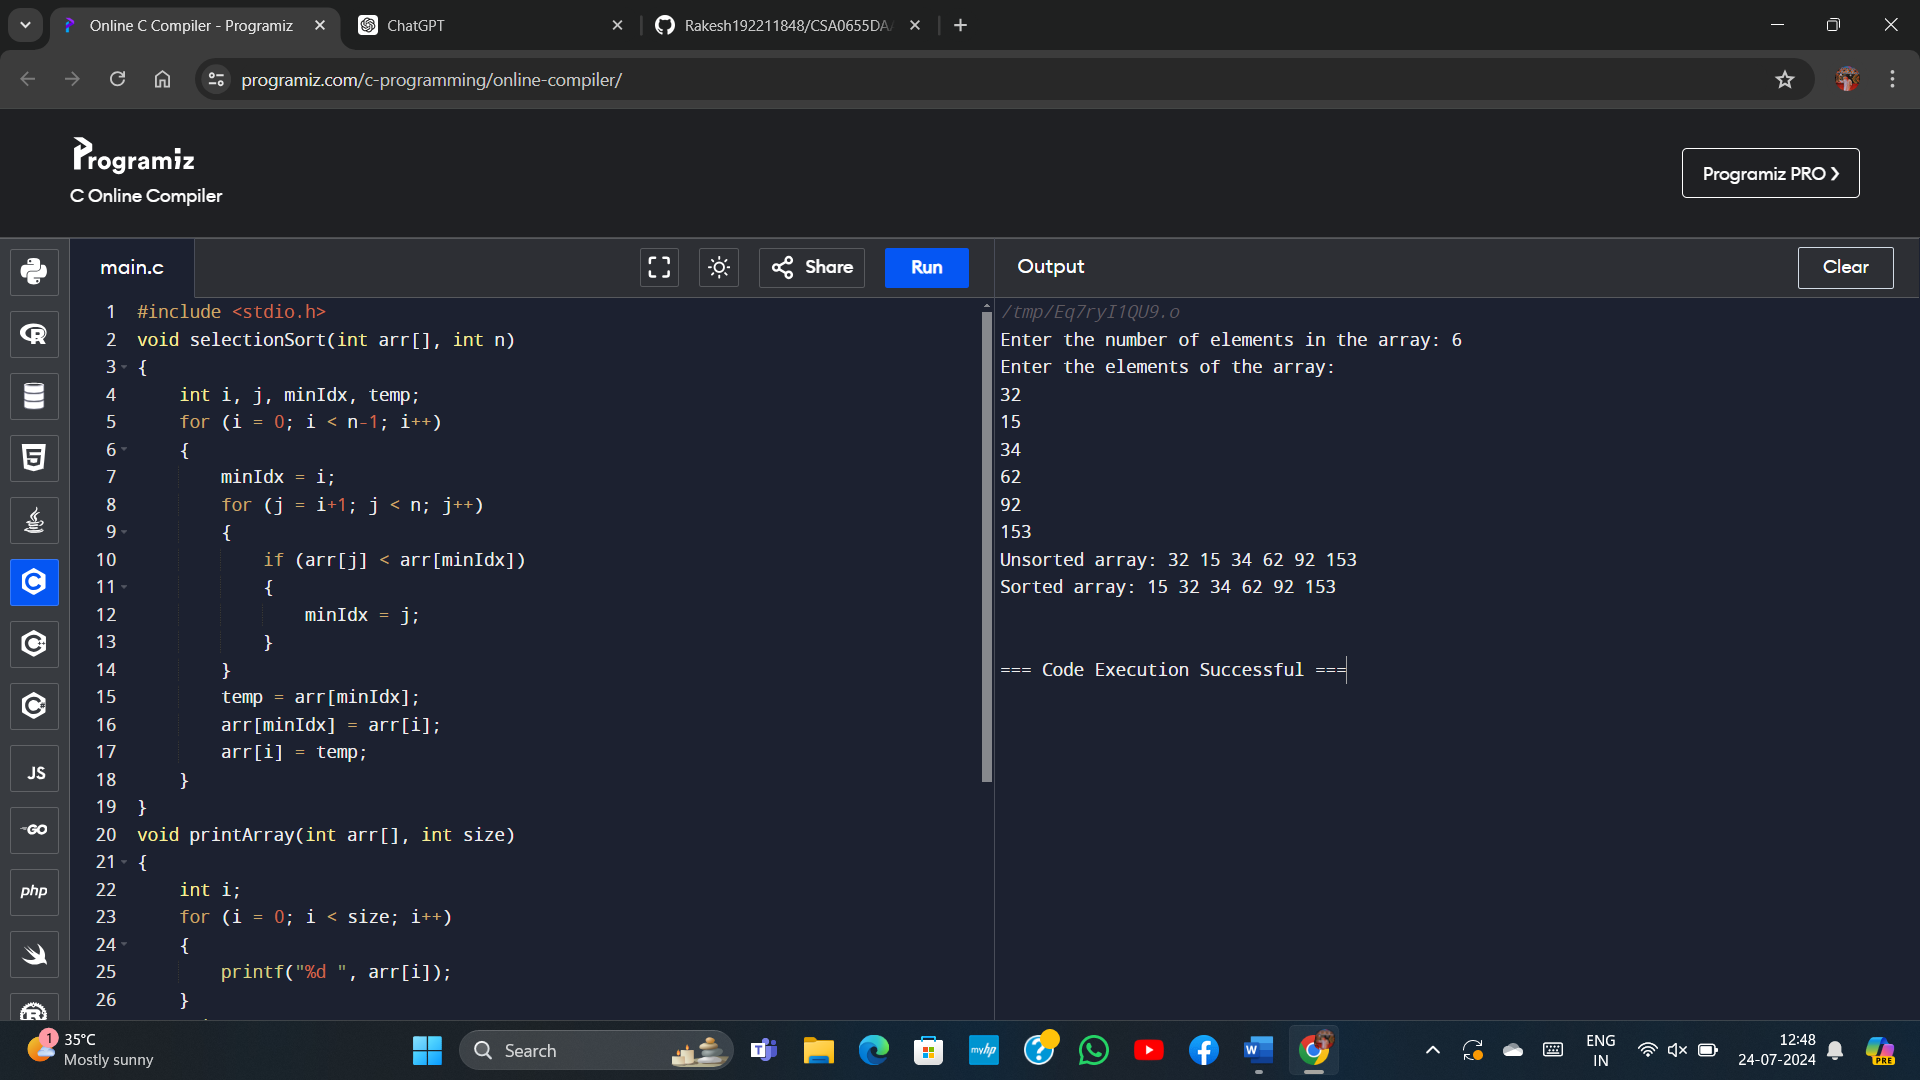 Online C Compiler - Programiz
ChatGPT
Rakesh192211848/CSA0655DA
programiz.com/c-programming/online-compiler/
Programiz
C Online Compiler
Programiz PRO
main.c
Share
Run
Output
Clear
1 #include <stdio.h>
2 void selectionSort(int arr[], int n)
3 {
4 int i, j, minIdx, temp;
5 for (i = 0; i < n-1; i++)
6 {
7 minIdx = i;
8 for (j = i+1; j < n; j++)
9 {
10 if (arr[j] < arr[minIdx])
11 {
12 minIdx = j;
13 }
14 }
15 temp = arr[minIdx];
16 arr[minIdx] = arr[i];
17 arr[i] = temp;
18 }
19 }
20 void printArray(int arr[], int size)
21 {
22 int i;
23 for (i = 0; i < size; i++)
24 {
25 printf("%d ", arr[i]);
26 }
/tmp/Eq7ryI1QU9.o
Enter the number of elements in the array: 6
Enter the elements of the array:
32
15
34
62
92
153
Unsorted array: 32 15 34 62 92 153
Sorted array: 15 32 34 62 92 153
=== Code Execution Successful ===
JS
GO
php
1
35°C
Mostly sunny
Search
myhp
ENG
IN
12:48
24-07-2024
PRE